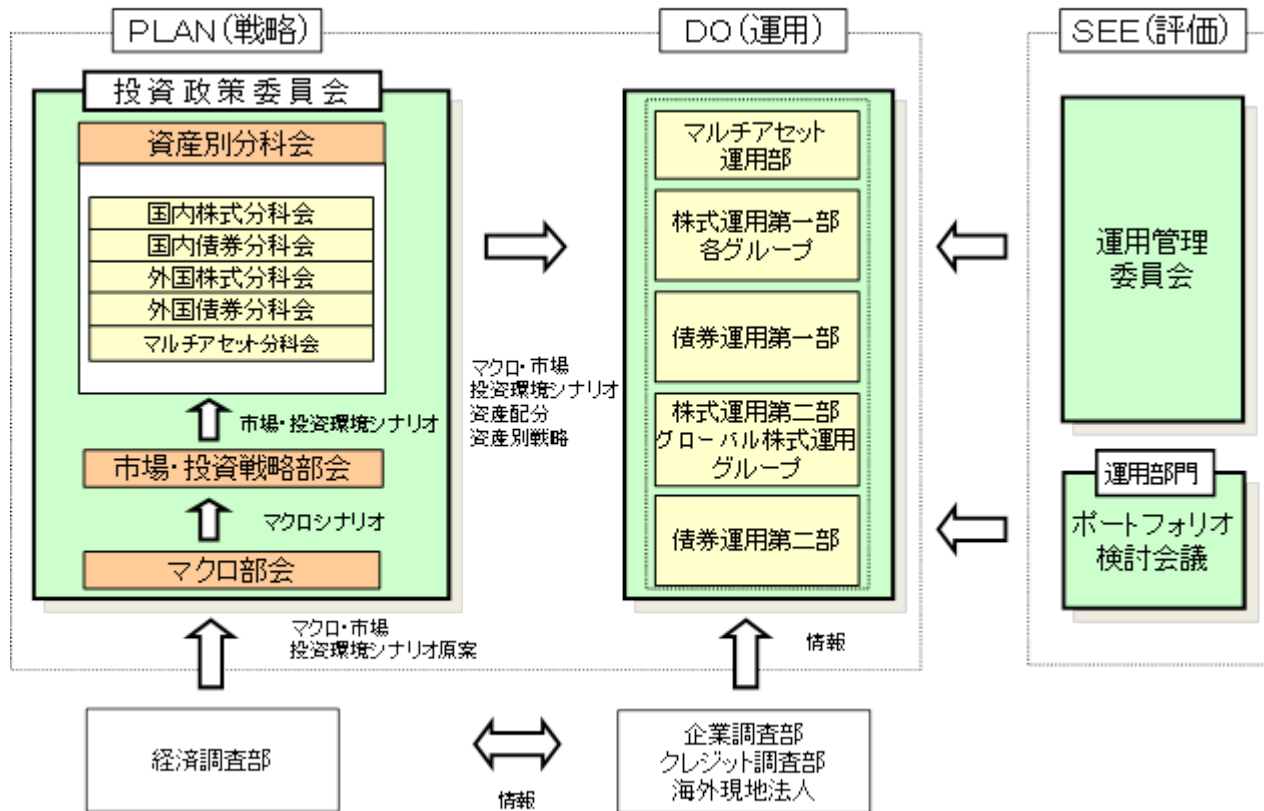 PLAN(戦略)
投資政策委員会
資産別分科会
国内株式分科会
国内債券分科会
外国株式分科会
外国債券分科会
マルチアセット分科会
市場・投資環境シナリオ
市場・投資戦略部会
マクロシナリオ
マクロ部会
マクロ・市場
投資環境シナリオ
資産配分
資産別戦略
DO(運用)
マルチアセット
運用部
株式運用第一部
各グループ
債券運用第一部
株式運用第二部
グローバル株式運用
グループ
債券運用第二部
SEE(評価)
運用管理
委員会
運用部門
ポートフォリオ
検討会議
マクロ・市場
投資環境シナリオ原案
情報
経済調査部
情報
企業調査部
クレジット調査部
海外現地法人